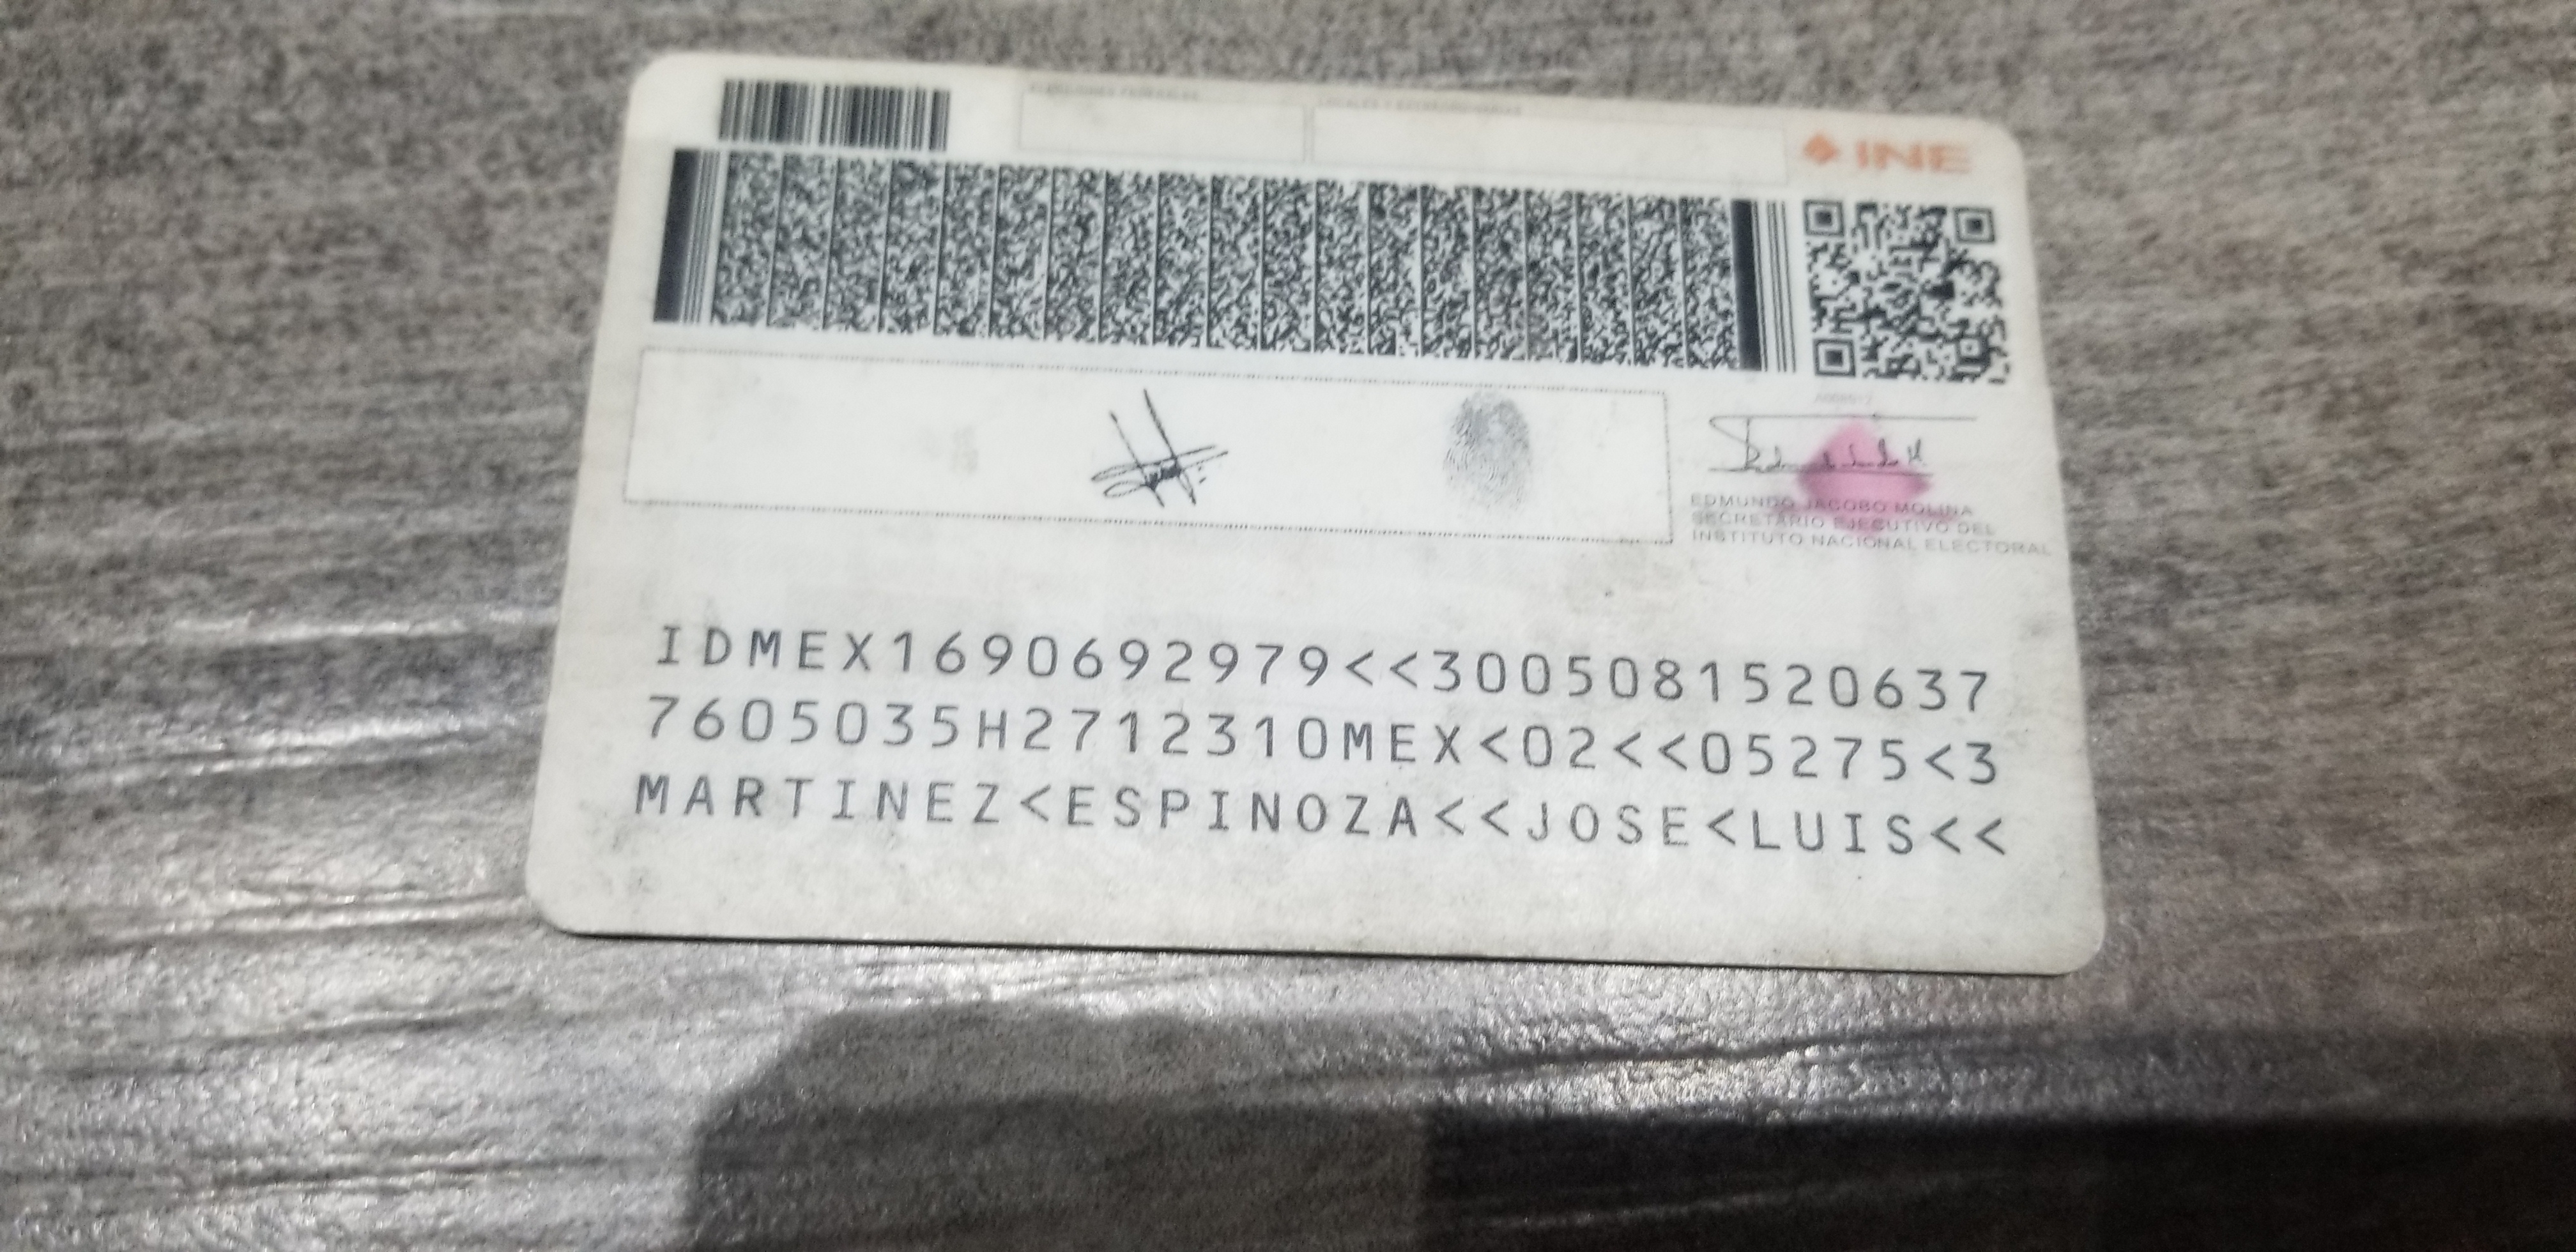 INE
EDMUNDO JACOBO MOLINA
SECRETARIO EJECUTIVO DEL
INSTITUTO NACIONAL ELECTORAL
IDMEX1690692979<<3005081520637
7605035H2712310MEX<02<<05275<3
MARTINEZ<ESPINOZA<<JOSE<LUIS<<